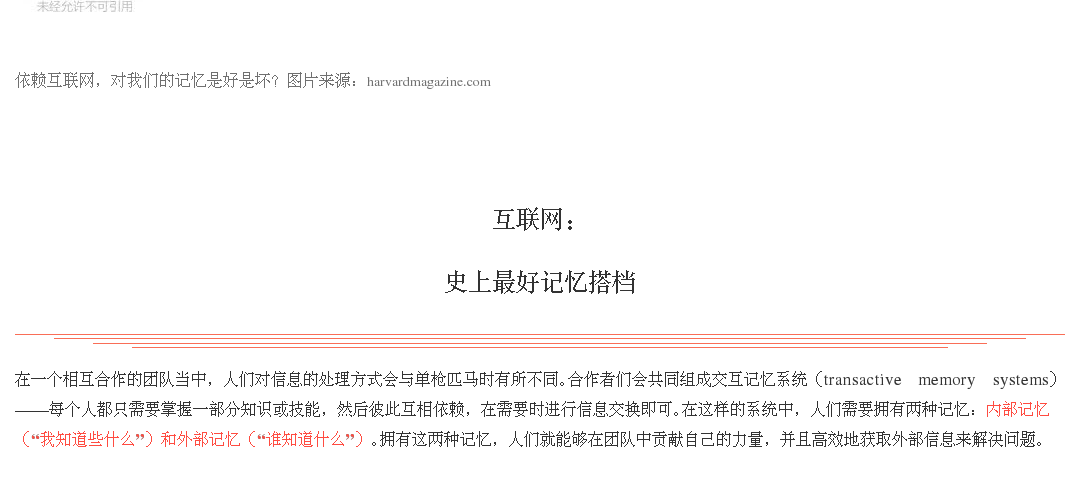 未经允许不可引用
依赖互联网，对我们的记忆是好是坏？图片来源：harvardmagazine.com
互联网：
史上最好记忆搭档
在一个相互合作的团队当中，人们对信息的处理方式会与单枪匹马时有所不同。合作者们会共同组成交互记忆系统（transactive memory systems）
——每个人都只需要掌握一部分知识或技能，然后彼此互相依赖，在需要时进行信息交换即可。在这样的系统中，人们需要拥有两种记忆：内部记忆
（“我知道些什么”）和外部记忆（“谁知道什么”）。拥有这两种记忆，人们就能够在团队中贡献自己的力量，并且高效地获取外部信息来解决问题。